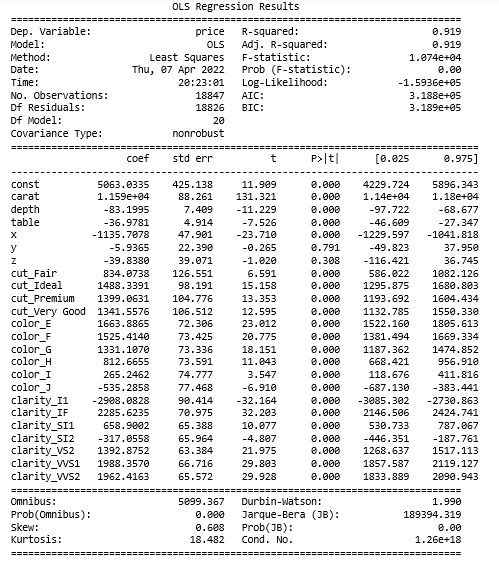 OLS Regression Results
==============================================================================
Dep. Variable: price R-squared: 0.919
Model: OLS Adj. R-squared: 0.919
Method: Least Squares F-statistic: 1.074e+04
Date: Thu, 07 Apr 2022 Prob (F-statistic): 0.00
Time: 20:23:01 Log-Likelihood: -1.5936e+05
No. Observations: 18847 AIC: 3.188e+05
Df Residuals: 18826 BIC: 3.189e+05
Df Model: 20
Covariance Type: nonrobust
==============================================================================
coef std err t P>|t| [0.025 0.975]
------------------------------------------------------------------------------
const 5063.0335 425.138 11.909 0.000 4229.724 5896.343
carat 1.159e+04 88.261 131.321 0.000 1.14e+04 1.18e+04
depth -83.1995 7.409 -11.229 0.000 -97.722 -68.677
table -36.9781 4.914 -7.526 0.000 -46.609 -27.347
x -1135.7078 47.901 -23.710 0.000 -1229.597 -1041.818
y -5.9365 22.390 -0.265 0.791 -49.823 37.950
z -39.8380 39.071 -1.020 0.308 -116.421 36.745
cut_Fair 834.0738 126.551 6.591 0.000 586.022 1082.126
cut_Ideal 1488.3391 98.191 15.158 0.000 1295.875 1680.803
cut_Premium 1399.0631 104.776 13.353 0.000 1193.692 1604.434
cut_Very Good 1341.5576 106.512 12.595 0.000 1132.785 1550.330
color_E 1663.8865 72.306 23.012 0.000 1522.160 1805.613
color_F 1525.4140 73.425 20.775 0.000 1381.494 1669.334
color_G 1331.1070 73.336 18.151 0.000 1187.362 1474.852
color_H 812.6655 73.591 11.043 0.000 668.421 956.910
color_I 265.2462 74.777 3.547 0.000 118.676 411.816
color_J -535.2858 77.468 -6.910 0.000 -687.130 -383.441
clarity_I1 -2908.0828 90.414 -32.164 0.000 -3085.302 -2730.863
clarity_IF 2285.6235 70.975 32.203 0.000 2146.506 2424.741
clarity_SI1 658.9002 65.388 10.077 0.000 530.733 787.067
clarity_SI2 -317.0558 65.964 -4.807 0.000 -446.351 -187.761
clarity_VS2 1392.8752 63.384 21.975 0.000 1268.637 1517.113
clarity_VVS1 1988.3570 66.716 29.803 0.000 1857.587 2119.127
clarity_VVS2 1962.4163 65.572 29.928 0.000 1833.889 2090.943
==============================================================================
Omnibus: 5099.367 Durbin-Watson: 1.990
Prob(Omnibus): 0.000 Jarque-Bera (JB): 189394.319
Skew: 0.608 Prob(JB): 0.00
Kurtosis: 18.482 Cond. No. 1.26e+18
==============================================================================